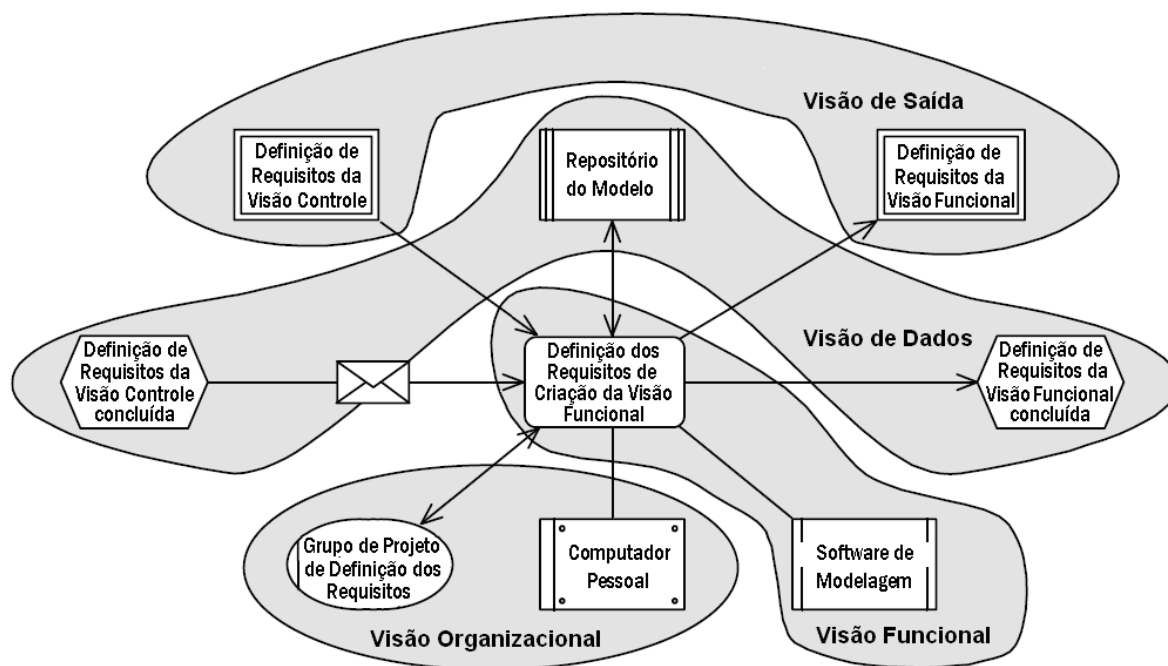 Visão de Saída
Definição de
Requisitos da
Visão Controle
Repositório
do Modelo
Definição de
Requisitos da
Visão Funcional
Visão de Dados
Definição de
Requisitos da
Visão Controle
concluída
Definição dos
Requisitos de
Criação da Visão
Funcional
Definição de
Requisitos da
Visão Funcional
concluída
Grupo de Projeto
de Definição dos
Requisitos
Computador
Pessoal
Software de
Modelagem
Visão Organizacional
Visão Funcional